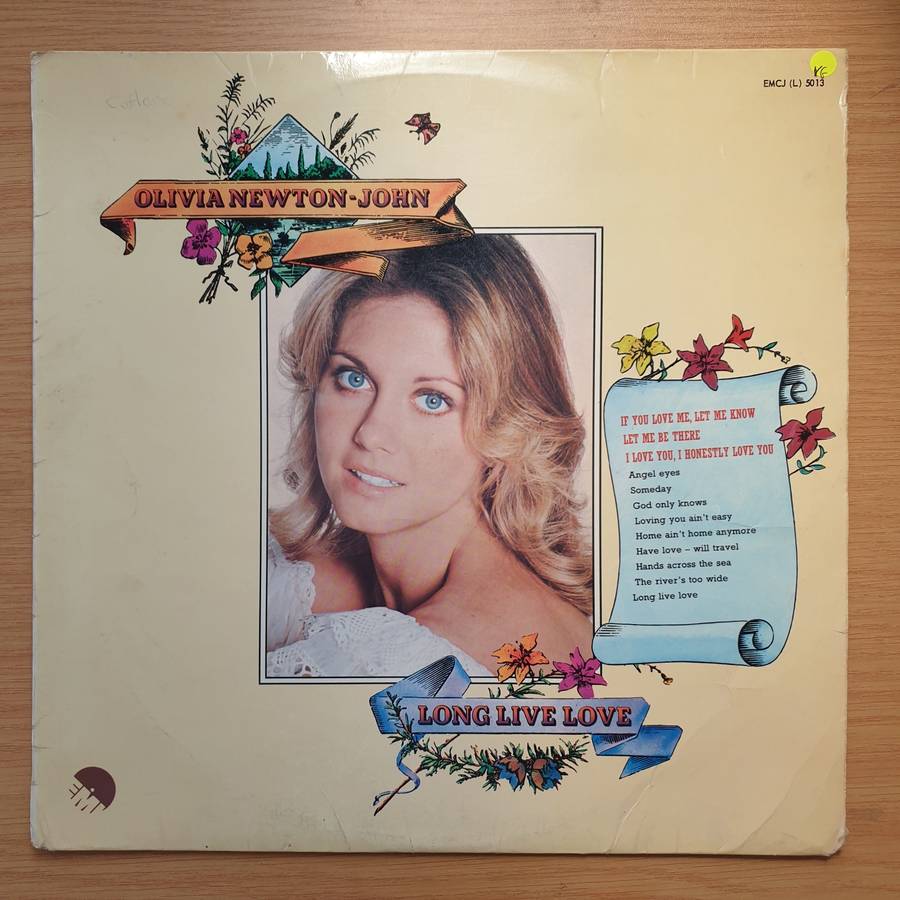 VG
EMCJ (L) 5013
OLIVIA NEWTON-JOHN
IF YOU LOVE ME, LET ME KNOW
LET ME BE THERE
I LOVE YOU, I HONESTLY LOVE YOU
Angel eyes
Someday
God only knows
Loving you ain't easy
Home ain't home anymore
Have love – will travel
Hands across the sea
The river's too wide
Long live love
LONG LIVE LOVE
EMI